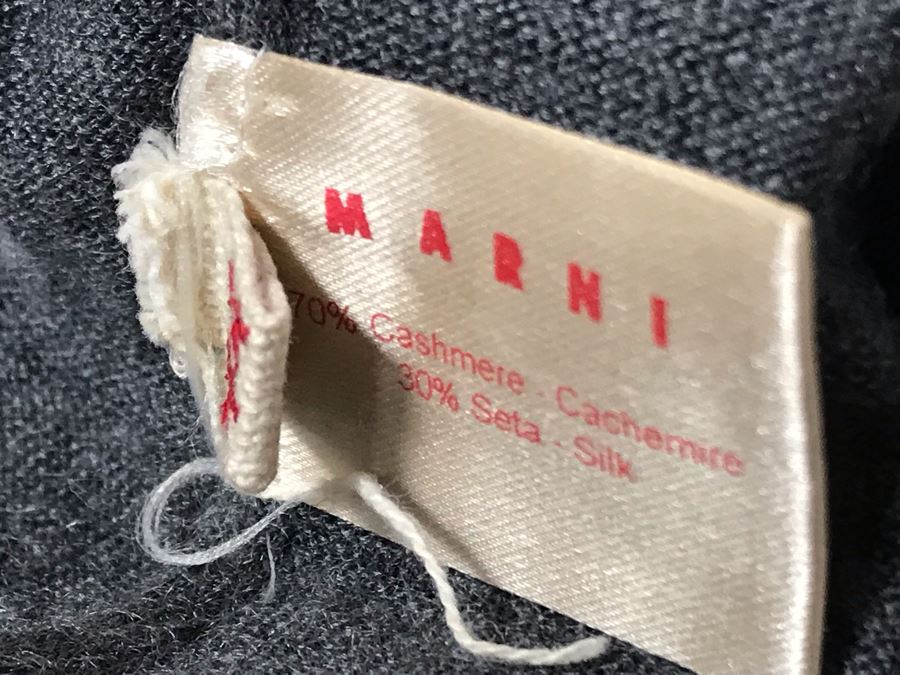 MARNI
70% Cashmere - Cachemire
30% Seta - Silk